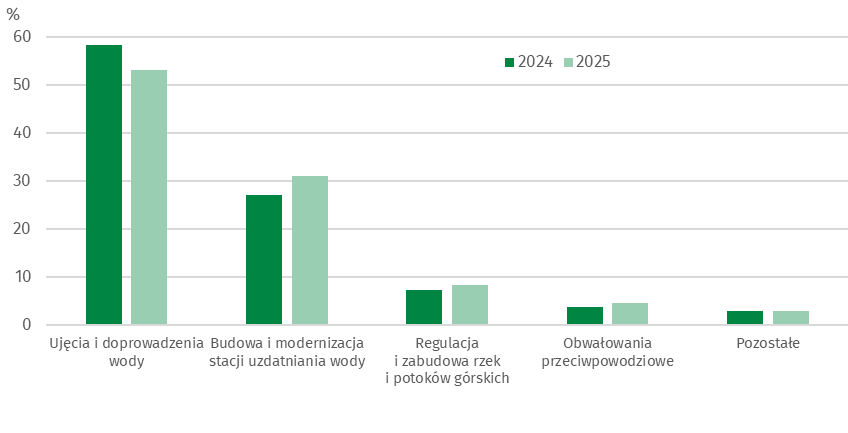 %
60
50
40
30
20
10
0
2024 2025
Ujęcia i doprowadzenia
wody
Budowa i modernizacja
stacji uzdatniania wody
Regulacja
i zabudowa rzek
i potoków górskich
Obwałowania
przeciwpowodziowe
Pozostałe